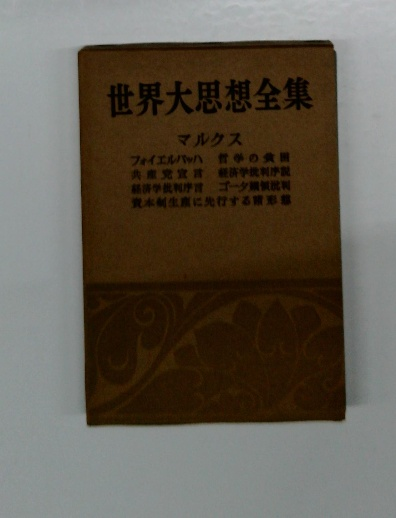 世界大思想全集
マルクス
フォイエルバッハ 哲学の貧困
共産党宣言 経済学批判序説
経済学批判序言 ゴータ綱領批判
資本制生産に先行する諸形態